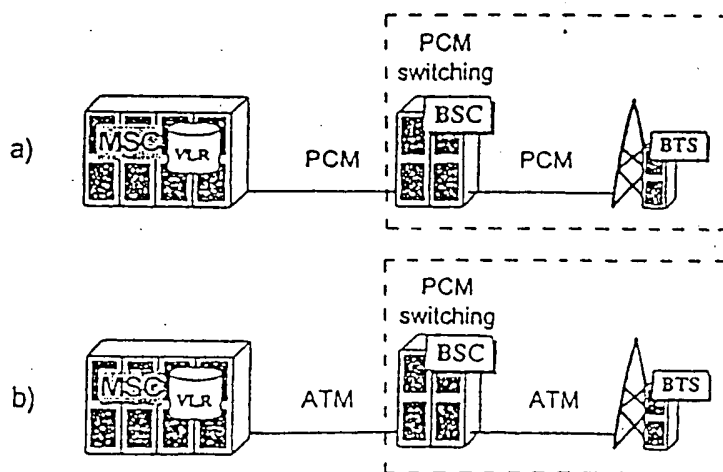 PCM
switching
a)
MSC
VLR
PCM
BSC
PCM
BTS
PCM
switching
b)
MSC
VLR
ATM
BSC
ATM
BTS